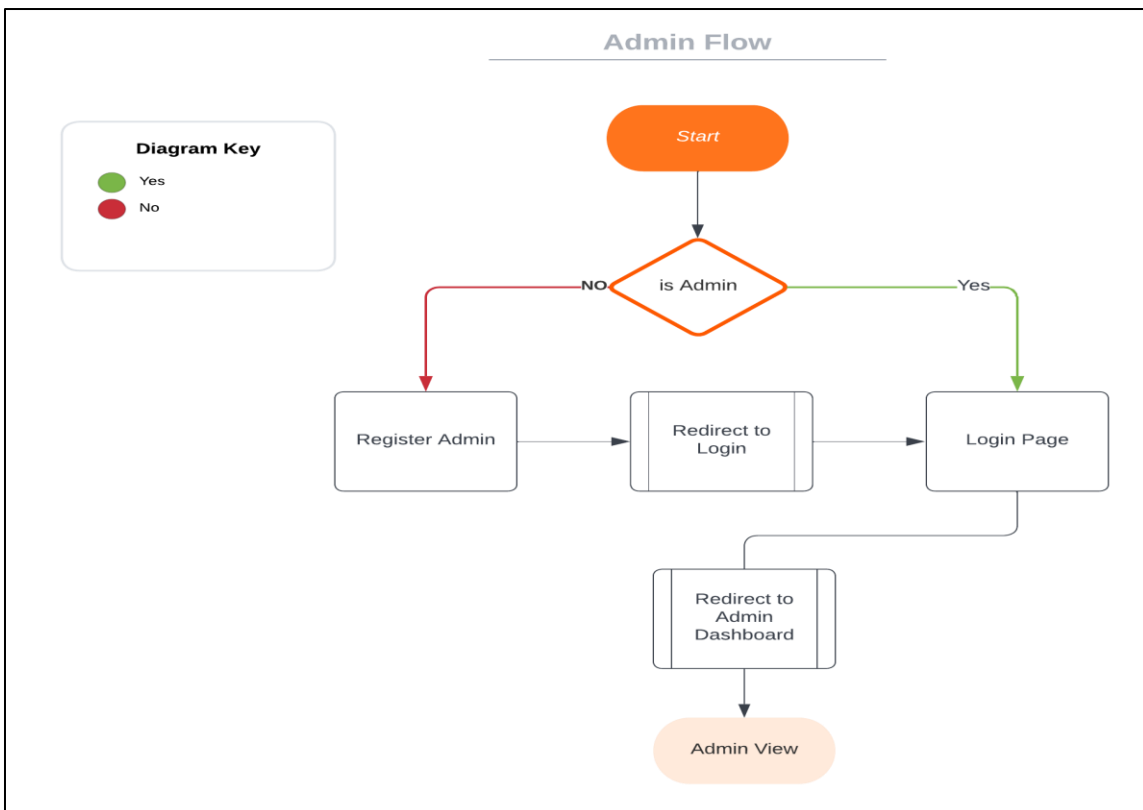 Admin Flow
Diagram Key
Yes
No
Start
is Admin
NO
Yes
Register Admin
Redirect to
Login
Login Page
Redirect to
Admin
Dashboard
Admin View